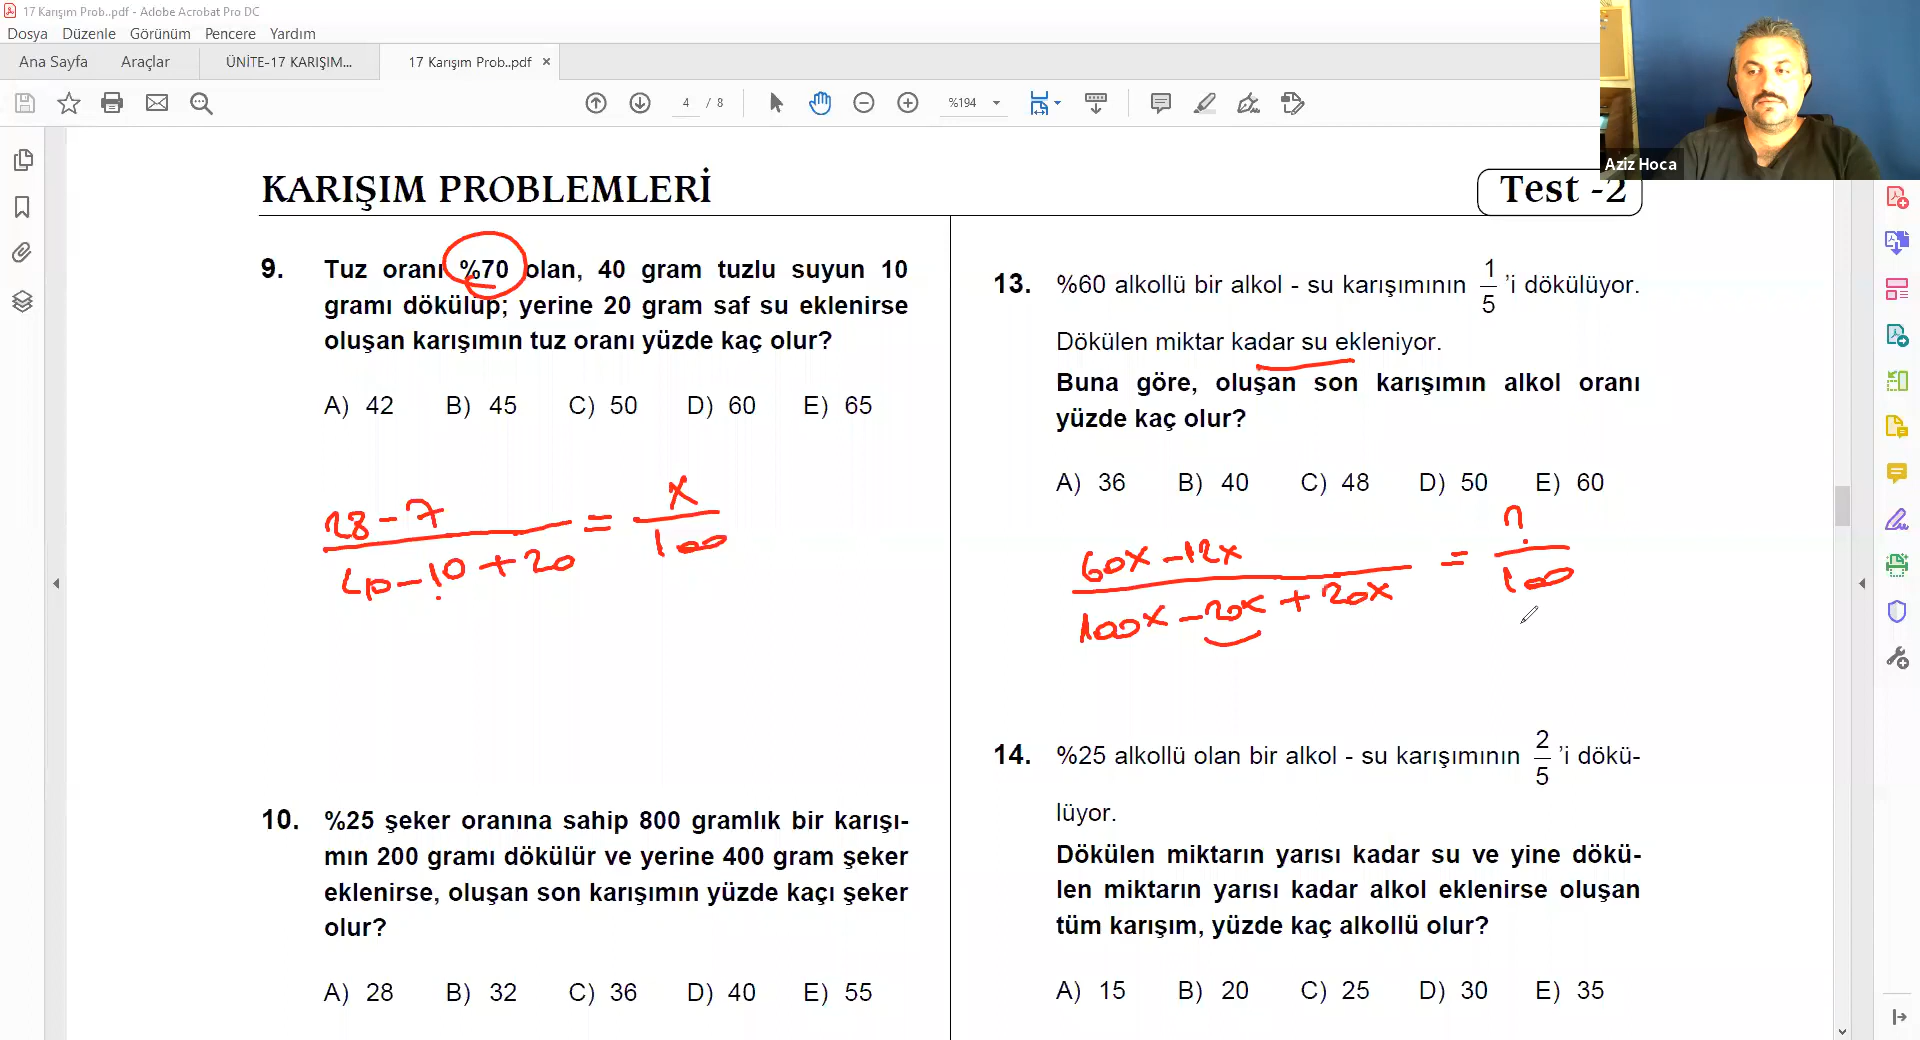 17 Karışım Prob..pdf - Adobe Acrobat Pro DC
Dosya Düzenle Görünüm Pencere Yardım
Ana Sayfa Araçlar ÜNİTE-17 KARIŞIM... 17 Karışım Prob..pdf ×
4 / 8 %194
Aziz Hoca
KARIŞIM PROBLEMLERİ
Test -2
9. Tuz oranı %70 olan, 40 gram tuzlu suyun 10
gramı dökülüp; yerine 20 gram saf su eklenirse
oluşan karışımın tuz oranı yüzde kaç olur?
A) 42 B) 45 C) 50 D) 60 E) 65
28 - 7 / 40 - 10 + 20 = x / 100
10. %25 şeker oranına sahip 800 gramlık bir karışı-
mın 200 gramı dökülür ve yerine 400 gram şeker
eklenirse, oluşan son karışımın yüzde kaçı şeker
olur?
A) 28 B) 32 C) 36 D) 40 E) 55
13. %60 alkollü bir alkol - su karışımının 1/5 'i dökülüyor.
Dökülen miktar kadar su ekleniyor.
Buna göre, oluşan son karışımın alkol oranı
yüzde kaç olur?
A) 36 B) 40 C) 48 D) 50 E) 60
60x - 12x / 100x - 20x + 20x = ? / 100
14. %25 alkollü olan bir alkol - su karışımının 2/5 'i dökü-
lüyor.
Dökülen miktarın yarısı kadar su ve yine dökü-
len miktarın yarısı kadar alkol eklenirse oluşan
tüm karışım, yüzde kaç alkollü olur?
A) 15 B) 20 C) 25 D) 30 E) 35